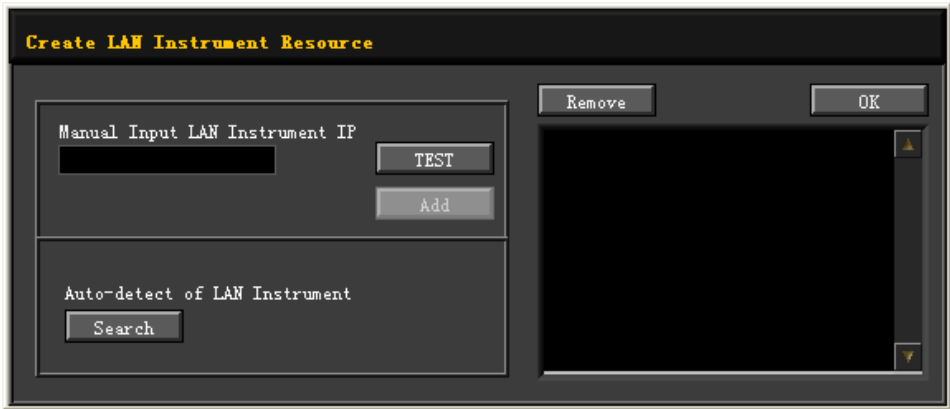 Create LAN Instrument Resource
Manual Input LAN Instrument IP
TEST
Add
Auto-detect of LAN Instrument
Search
Remove
OK